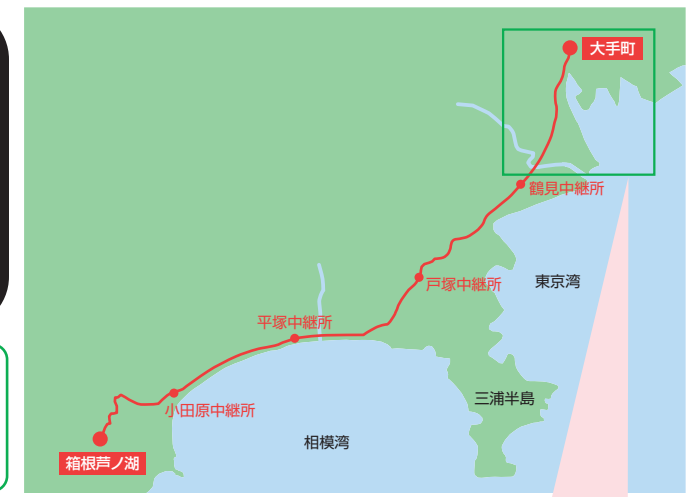 大手町
鶴見中継所
東京湾
戸塚中継所
平塚中継所
三浦半島
小田原中継所
相模湾
箱根芦ノ湖